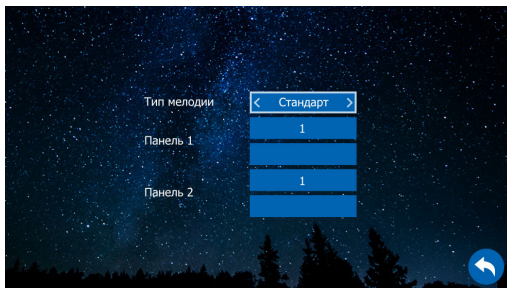 Тип мелодии
Стандарт
Панель 1
1
Панель 2
1